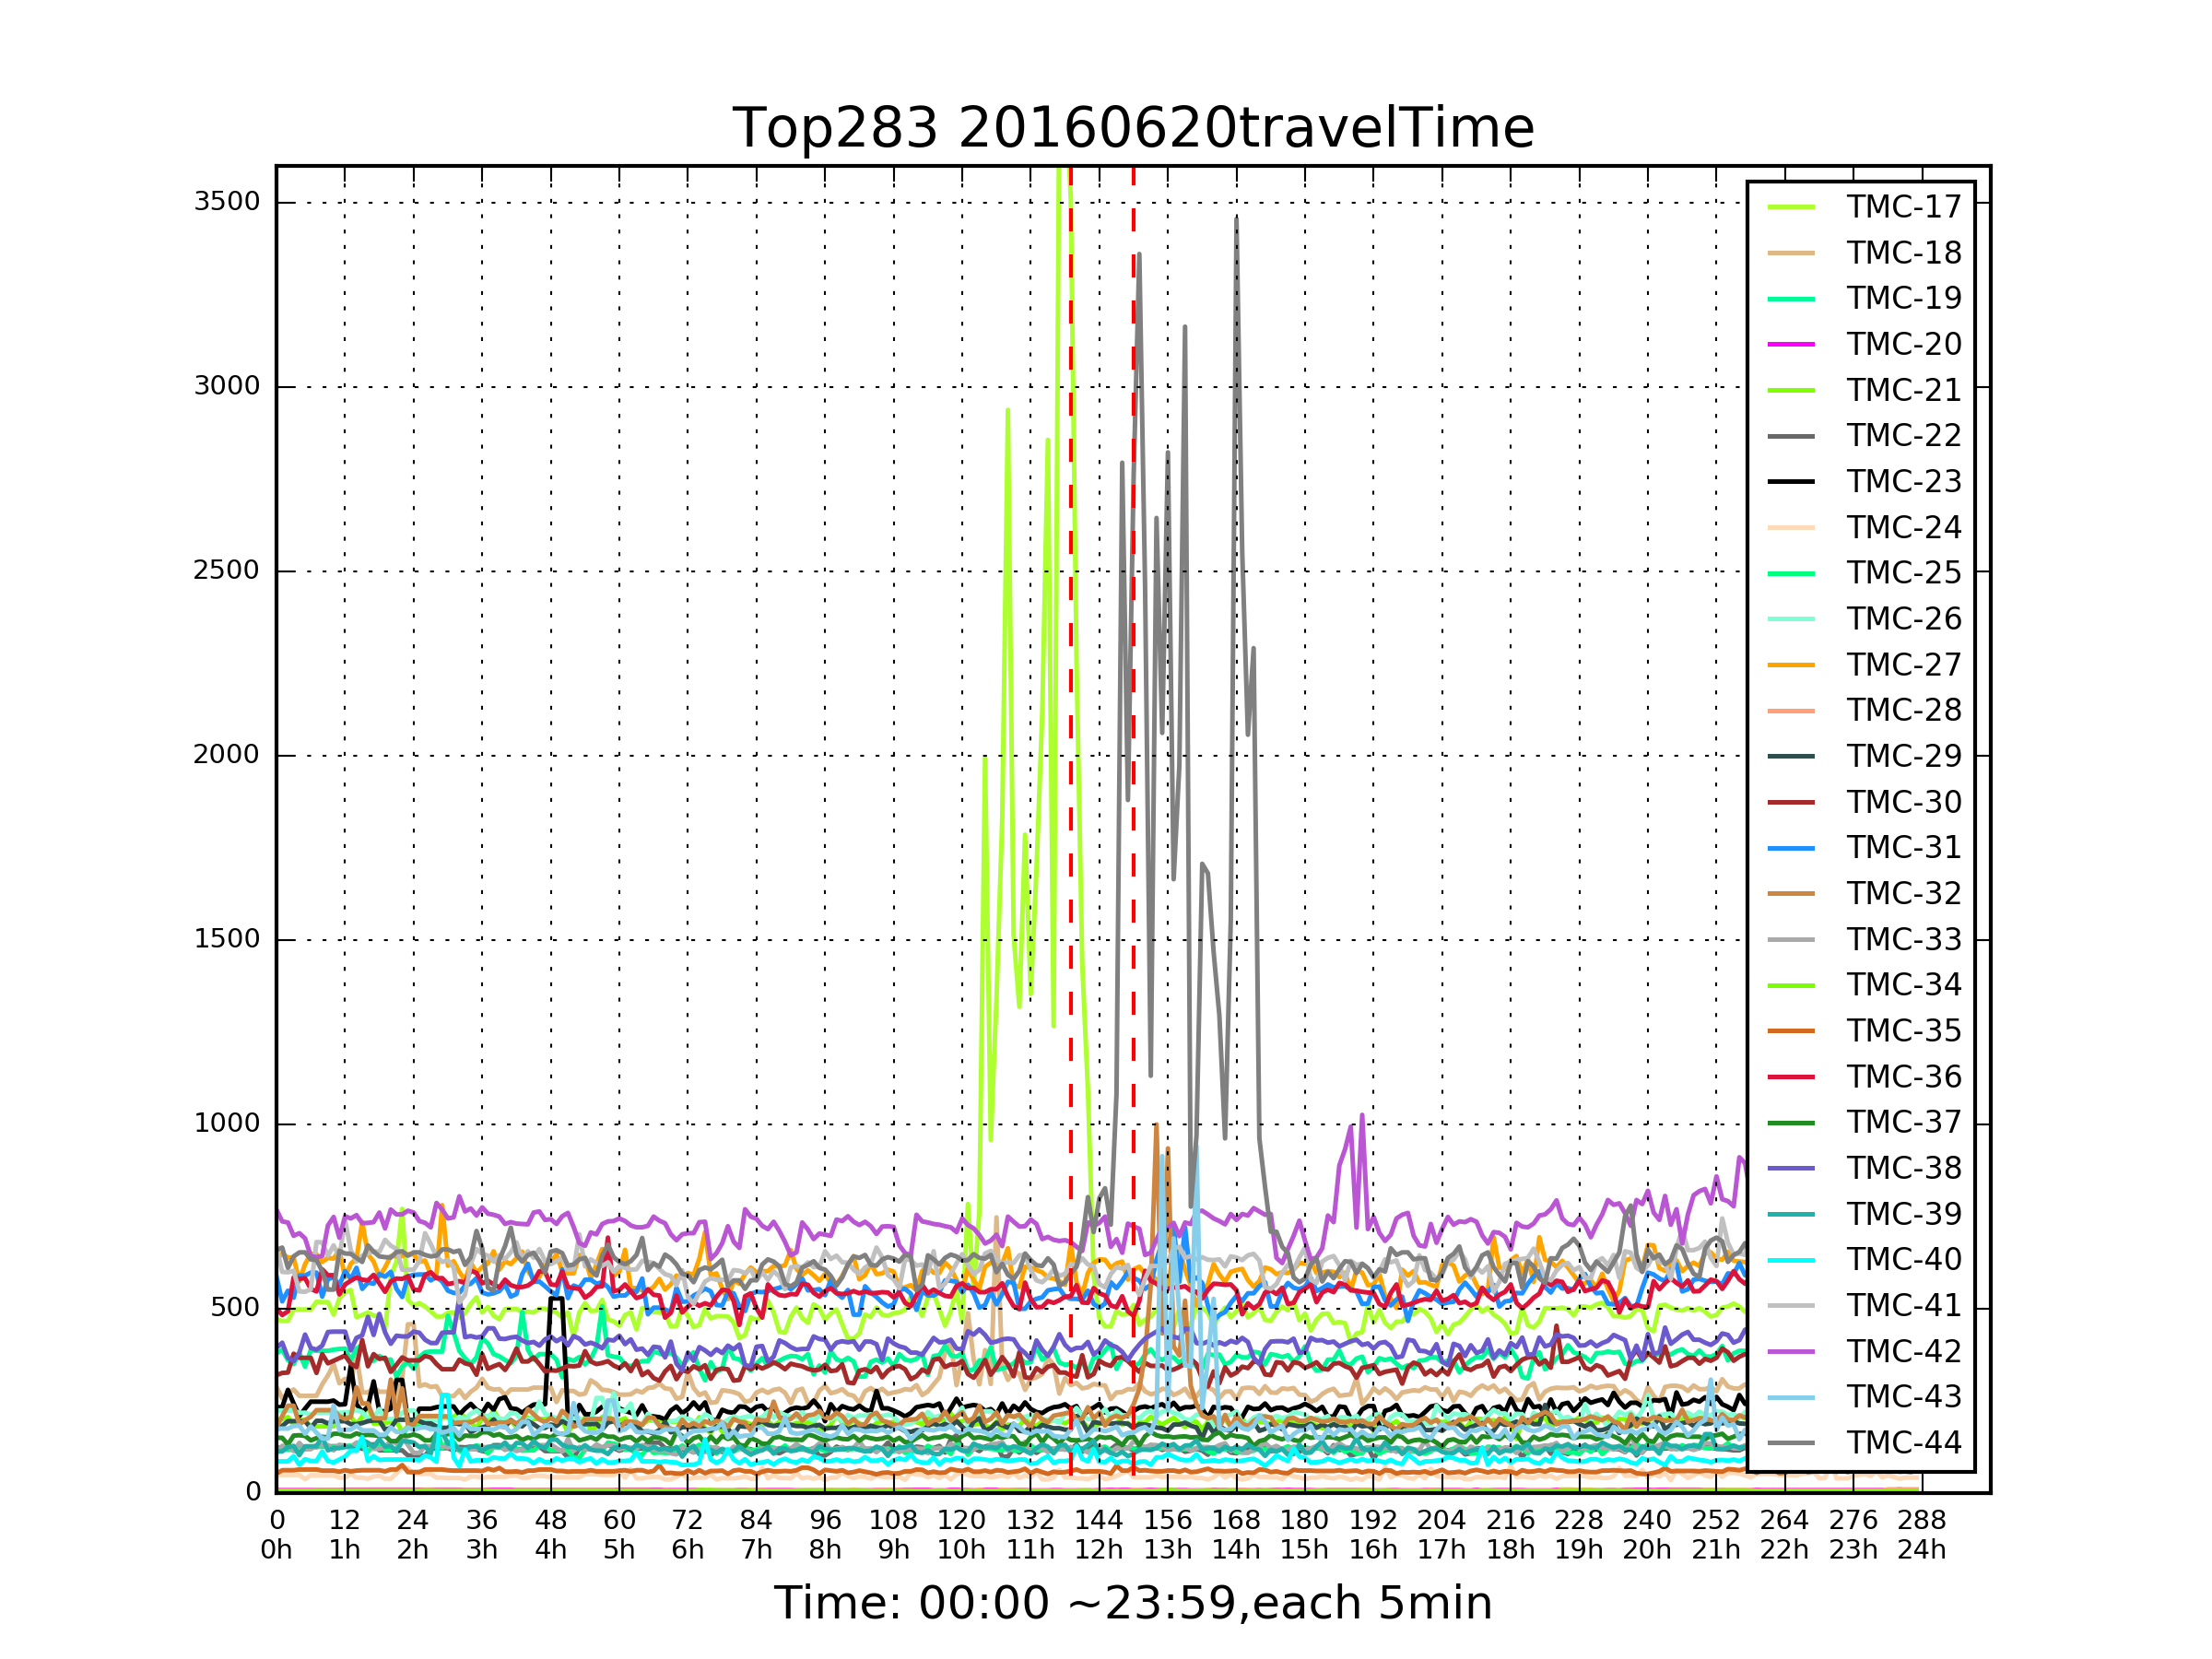 Top283 20160620travelTime
3500
3000
2500
2000
1500
1000
500
0
TMC-17
TMC-18
TMC-19
TMC-20
TMC-21
TMC-22
TMC-23
TMC-24
TMC-25
TMC-26
TMC-27
TMC-28
TMC-29
TMC-30
TMC-31
TMC-32
TMC-33
TMC-34
TMC-35
TMC-36
TMC-37
TMC-38
TMC-39
TMC-40
TMC-41
TMC-42
TMC-43
TMC-44
0 12 24 36 48 60 72 84 96 108 120 132 144 156 168 180 192 204 216 228 240 252 264 276 288
0h 1h 2h 3h 4h 5h 6h 7h 8h 9h 10h 11h 12h 13h 14h 15h 16h 17h 18h 19h 20h 21h 22h 23h 24h
Time: 00:00 ~23:59,each 5min